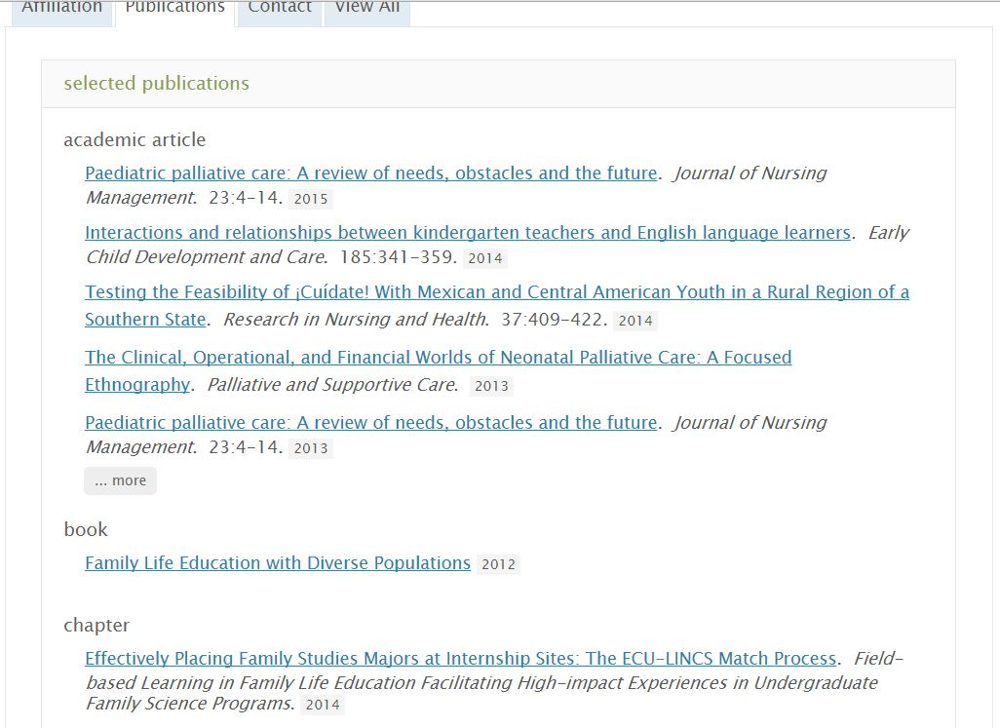 Affiliation Publications Contact View All
selected publications
academic article
Paediatric palliative care: A review of needs, obstacles and the future. Journal of Nursing
Management. 23:4-14. 2015
Interactions and relationships between kindergarten teachers and English language learners. Early
Child Development and Care. 185:341-359. 2014
Testing the Feasibility of ¡Cuídate! With Mexican and Central American Youth in a Rural Region of a
Southern State. Research in Nursing and Health. 37:409-422. 2014
The Clinical, Operational, and Financial Worlds of Neonatal Palliative Care: A Focused
Ethnography. Palliative and Supportive Care. 2013
Paediatric palliative care: A review of needs, obstacles and the future. Journal of Nursing
Management. 23:4-14. 2013
... more
book
Family Life Education with Diverse Populations 2012
chapter
Effectively Placing Family Studies Majors at Internship Sites: The ECU-LINCS Match Process. Field-
based Learning in Family Life Education Facilitating High-impact Experiences in Undergraduate
Family Science Programs. 2014